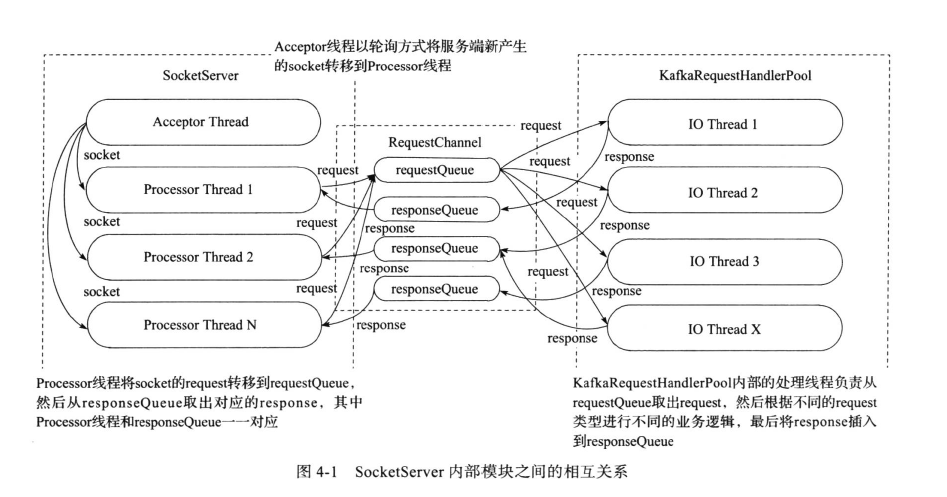 Acceptor线程以轮询方式将服务端新产生
的socket转移到Processor线程
SocketServer
KafkaRequestHandlerPool
Acceptor Thread
RequestChannel
request
IO Thread 1
socket
request
requestQueue
request
response
Processor Thread 1
responseQueue
request
IO Thread 2
socket
request
response
response
Processor Thread 2
responseQueue
IO Thread 3
response
request
socket
request
responseQueue
response
Processor Thread N
response
response
IO Thread X
Processor线程将socket的request转移到requestQueue,
然后从responseQueue取出对应的response, 其中
Processor线程和responseQueue一一对应
KafkaRequestHandlerPool内部的处理线程负责从
requestQueue取出request, 然后根据不同的request
类型进行不同的业务逻辑, 最后将response插入
到responseQueue
图 4-1 SocketServer 内部模块之间的相互关系